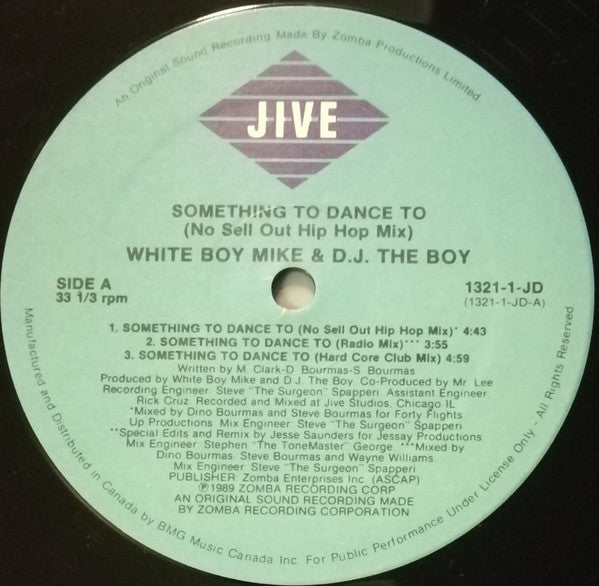 An Original Sound Recording Made By Zomba Productions Limited
JIVE
SOMETHING TO DANCE TO
(No Sell Out Hip Hop Mix)
WHITE BOY MIKE & D.J. THE BOY
SIDE A
33 1/3 rpm
1321-1-JD
(1321-1-JD-A)
1. SOMETHING TO DANCE TO (No Sell Out Hip Hop Mix)* 4:43
2. SOMETHING TO DANCE TO (Radio Mix)*** 3:55
3. SOMETHING TO DANCE TO (Hard Core Club Mix) 4:59
Written by M. Clark-D. Bourmas-S. Bourmas
Produced by White Boy Mike and D.J. The Boy. Co-Produced by Mr. Lee
Recording Engineer: Steve "The Surgeon" Spapperi. Assistant Engineer:
Rick Cruz. Recorded and Mixed at Jive Studios, Chicago IL
*Mixed by Dino Bourmas and Steve Bourmas for Forty Flights
Up Productions. Mix Engineer: Steve "The Surgeon" Spapperi
**Special Edits and Remix by Jesse Saunders for Jessay Productions
Mix Engineer: Stephen "The ToneMaster" George. ***Mixed by
Dino Bourmas, Steve Bourmas and Wayne Williams
Mix Engineer: Steve "The Surgeon" Spapperi
PUBLISHER: Zomba Enterprises Inc. (ASCAP)
℗1989 ZOMBA RECORDING CORP
AN ORIGINAL SOUND RECORDING MADE
BY ZOMBA RECORDING CORPORATION
Manufactured and Distributed in Canada by BMG Music Canada Inc. For Public Performance Under License Only - All Rights Reserved